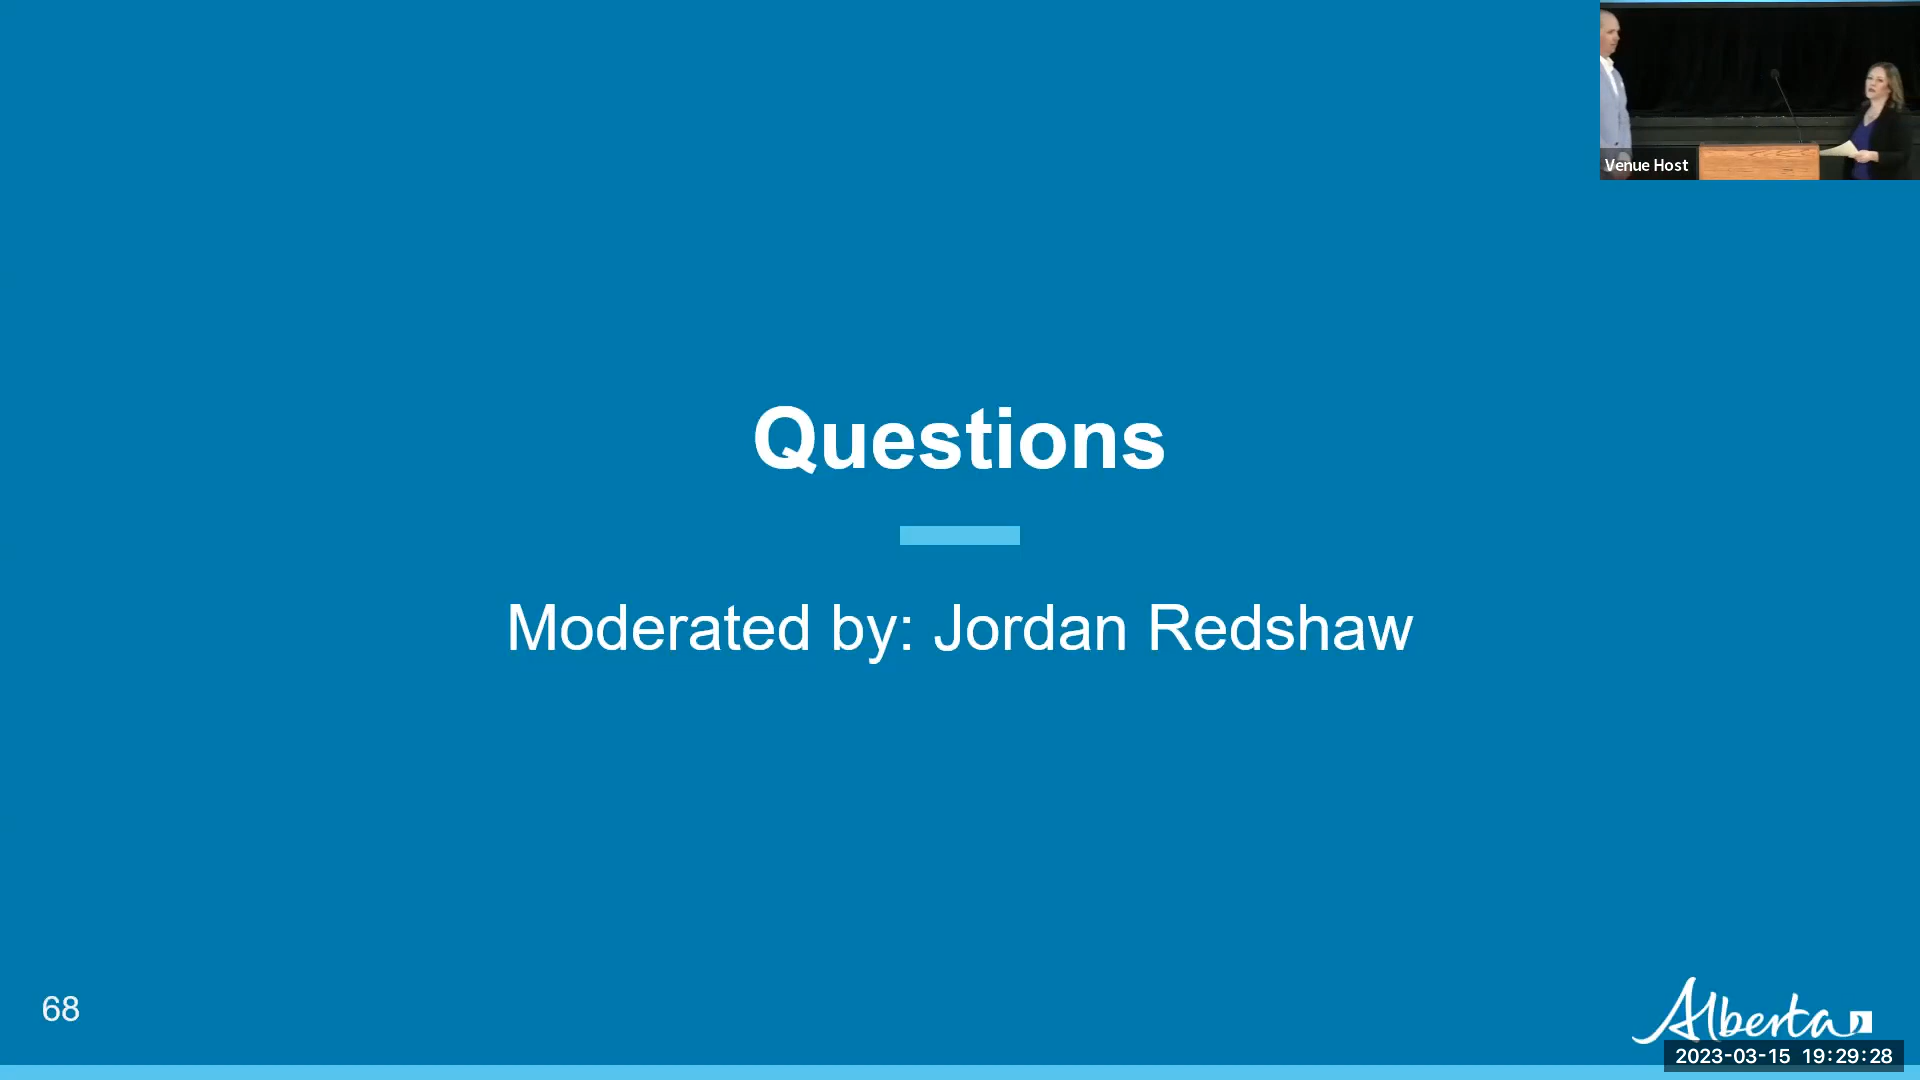 Venue Host
Questions
Moderated by: Jordan Redshaw
68
Alberta
2023-03-15 19:29:28